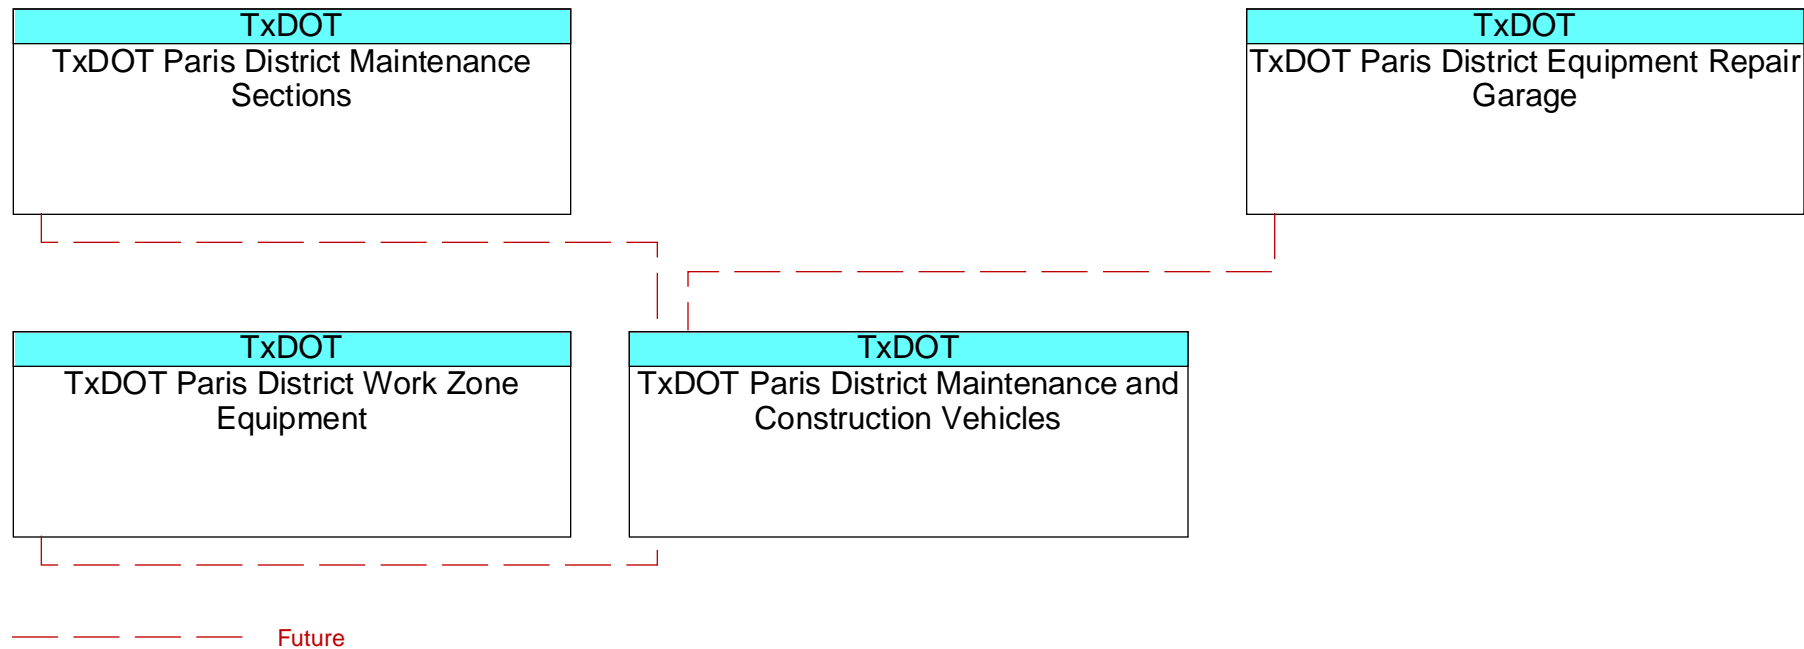 TxDOT
TxDOT Paris District Maintenance
Sections
TxDOT
TxDOT Paris District Equipment Repair
Garage
TxDOT
TxDOT Paris District Work Zone
Equipment
TxDOT
TxDOT Paris District Maintenance and
Construction Vehicles
Future